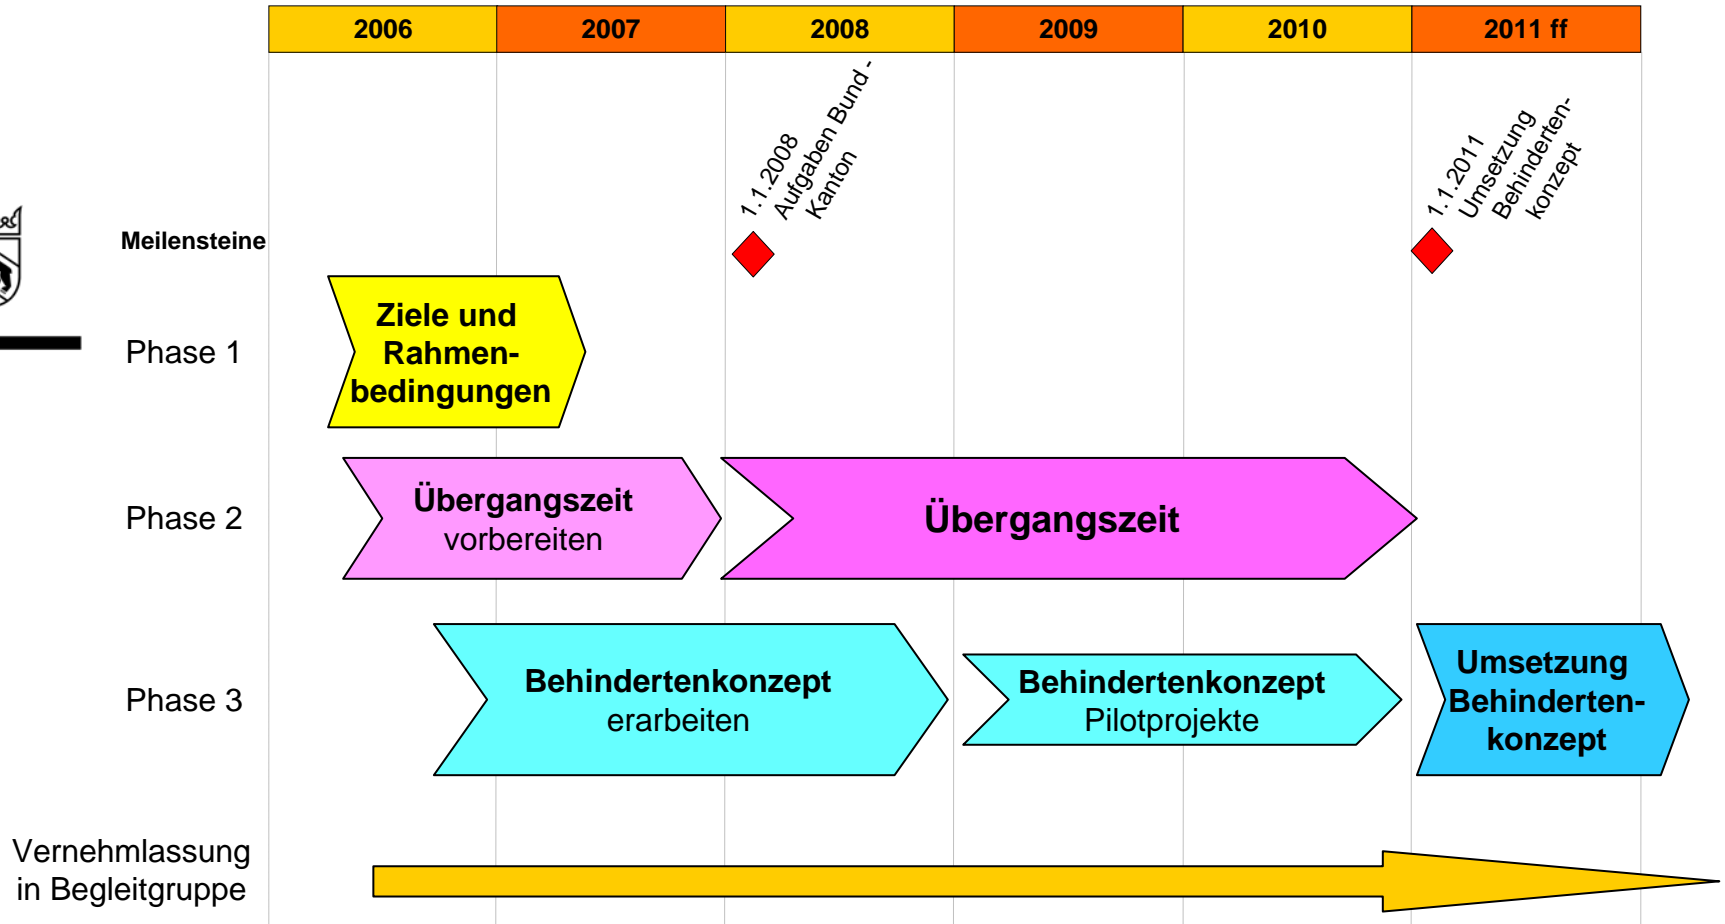 2006 2007 2008 2009 2010 2011 ff
1.1.2008
Aufgaben Bund -
Kanton
1.1.2011
Umsetzung
Behinderten-
konzept
Meilensteine
Phase 1
Ziele und
Rahmen-
bedingungen
Phase 2
Übergangszeit
vorbereiten
Übergangszeit
Phase 3
Behindertenkonzept
erarbeiten
Behindertenkonzept
Pilotprojekte
Umsetzung
Behinderten-
konzept
Vernehmlassung
in Begleitgruppe